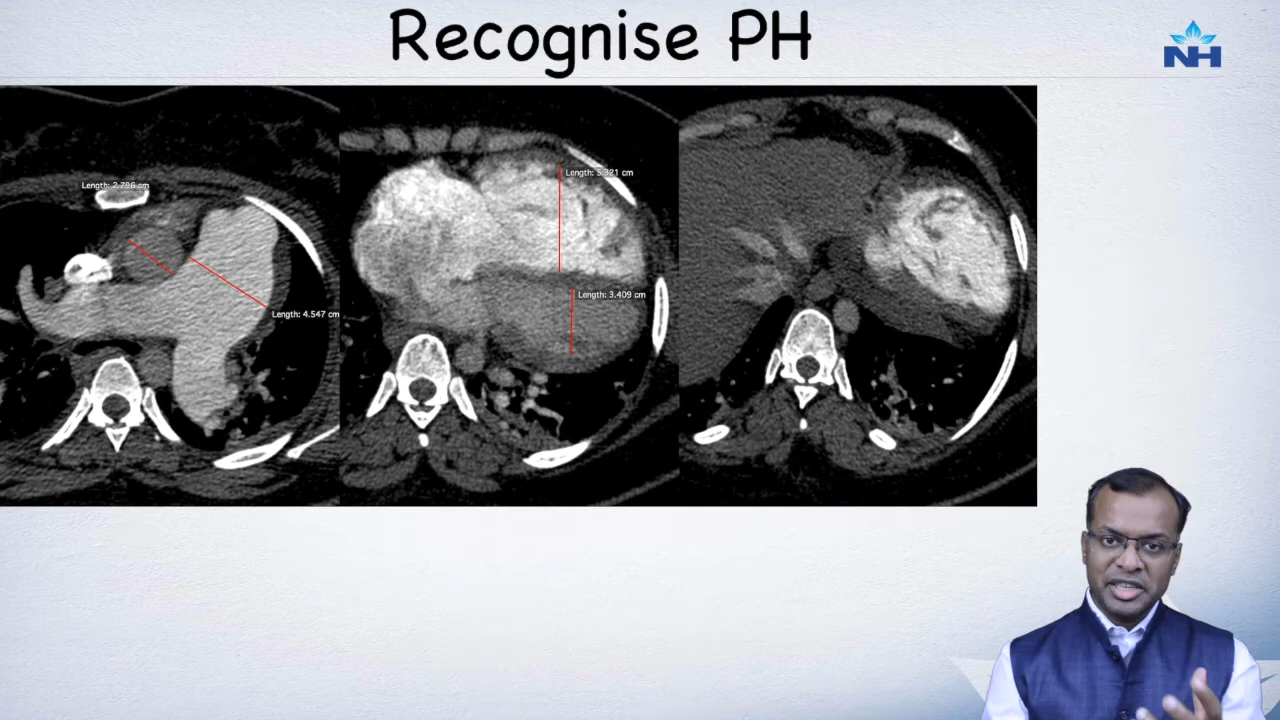 Recognise PH
NH
Length: 2.786 cm
Length: 4.547 cm
Length: 5.321 cm
Length: 3.409 cm